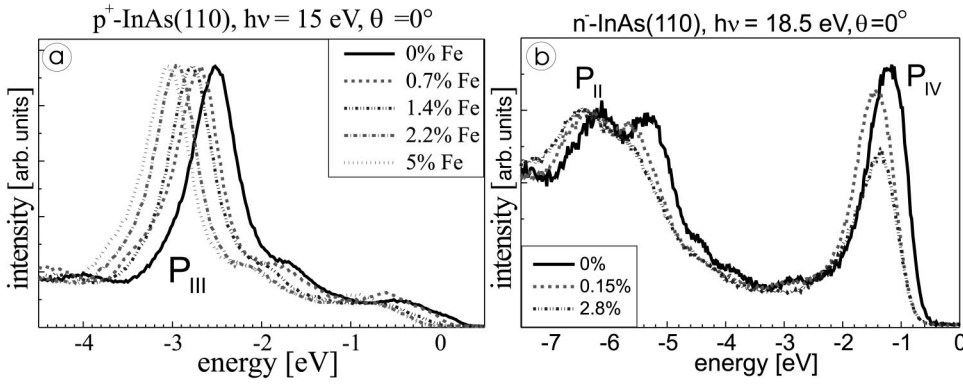 p⁺-InAs(110), hν = 15 eV, θ =0°
a
intensity [arb. units]
0% Fe
0.7% Fe
1.4% Fe
2.2% Fe
5% Fe
P_III
-4 -3 -2 -1 0
energy [eV]
n⁻-InAs(110), hν = 18.5 eV,θ=0°
b
intensity [arb. units]
P_II
P_IV
0%
0.15%
2.8%
-7 -6 -5 -4 -3 -2 -1 0
energy [eV]